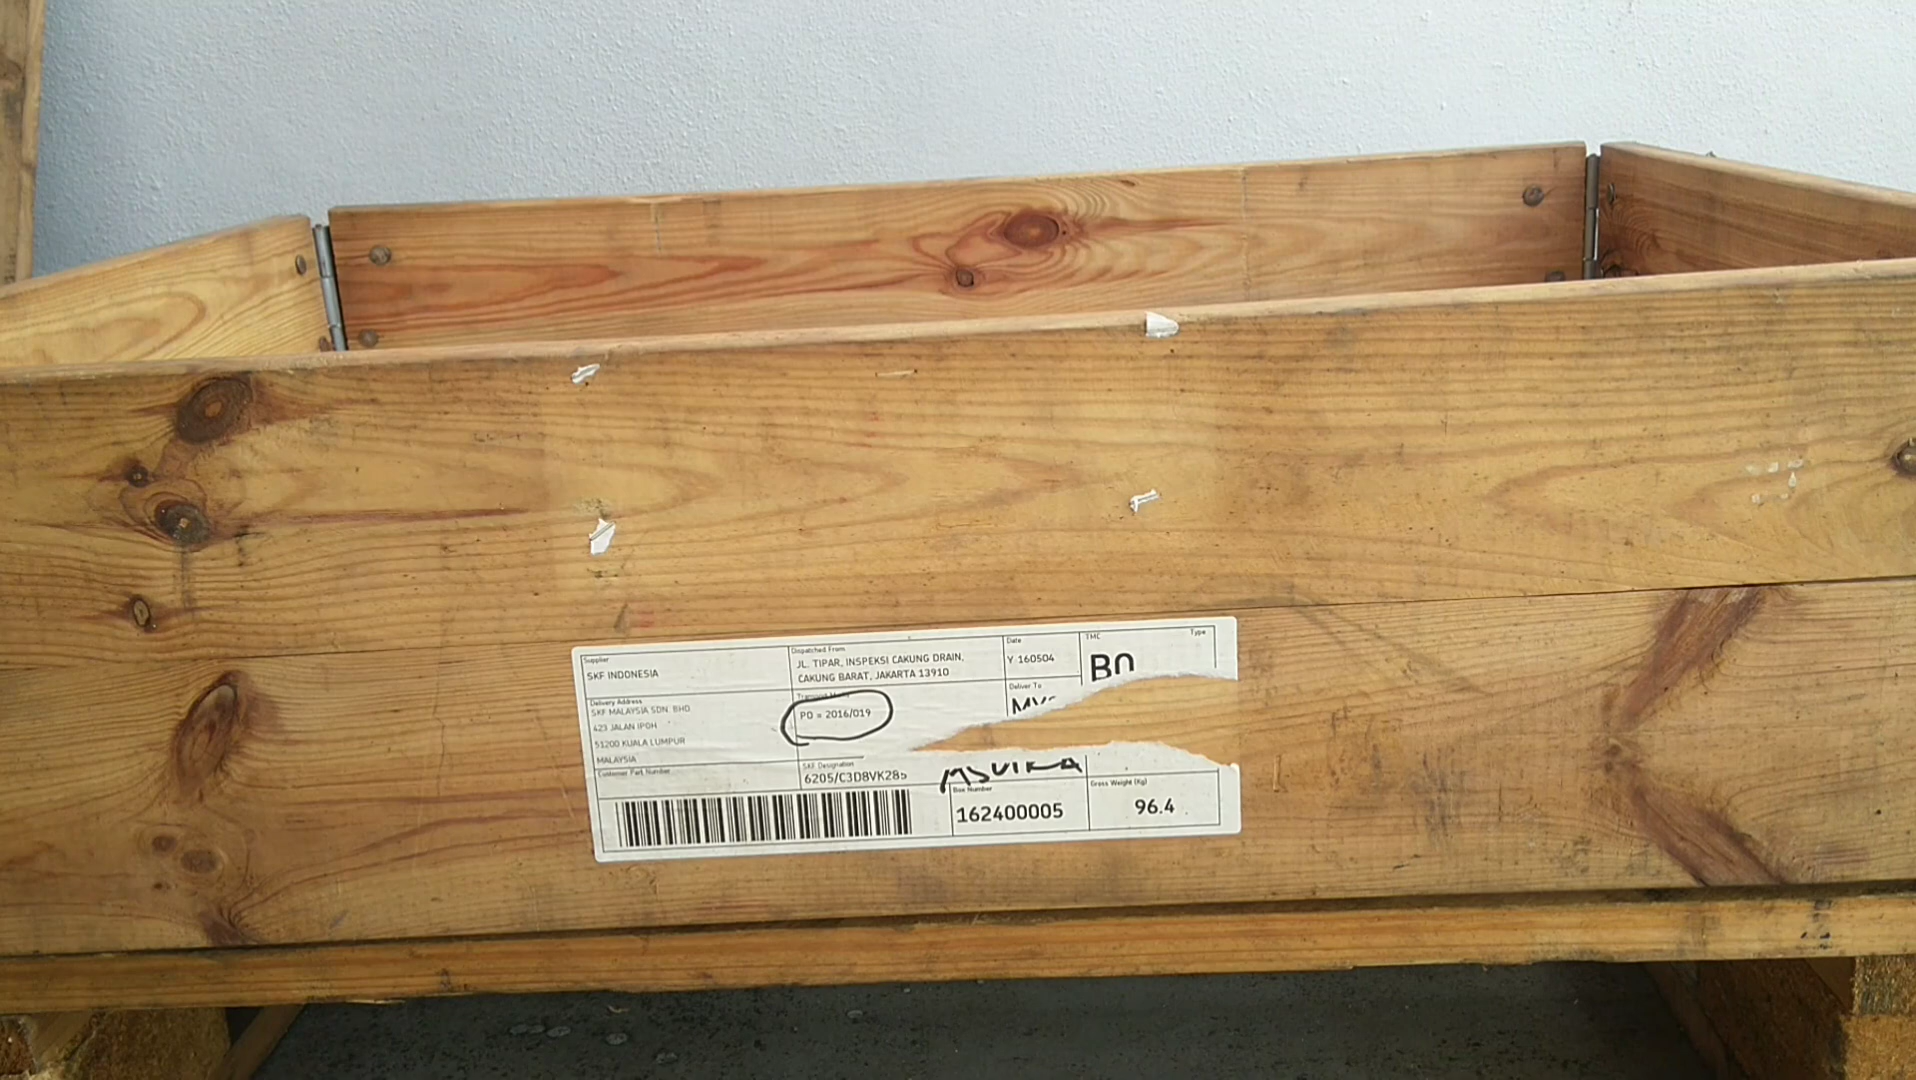 Supplier
SKF INDONESIA
Dispatched From
JL. TIPAR, INSPEKSI CAKUNG DRAIN,
CAKUNG BARAT, JAKARTA 13910
Date
Y 160504
TMC
Type
Delivery Address
SKF MALAYSIA SDN. BHD
423 JALAN IPOH
51200 KUALA LUMPUR
MALAYSIA
PO = 2016/019
Deliver To
Customer Part Number
SKF Designation
6205/C3D8VK285
Box Number
162400005
Gross Weight (Kg)
96.4